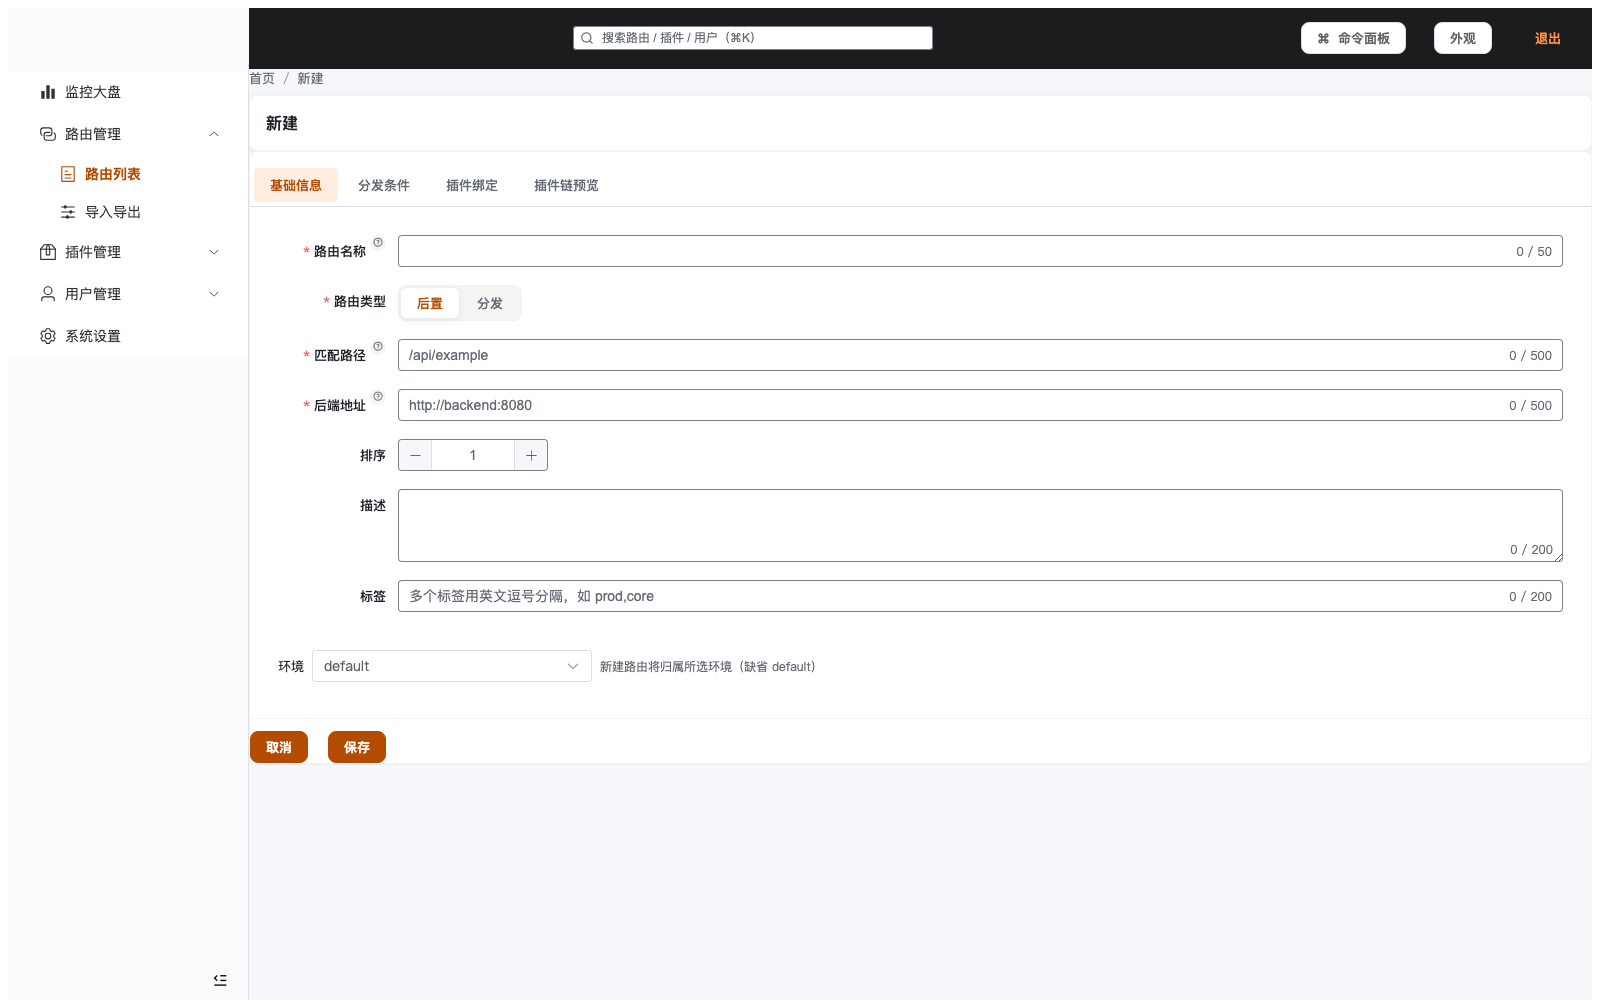 搜索路由 / 插件 / 用户（⌘K）
⌘ 命令面板
外观
退出
监控大盘
路由管理
路由列表
导入导出
插件管理
用户管理
系统设置
首页 / 新建
新建
基础信息
分发条件
插件绑定
插件链预览
* 路由名称
0 / 50
* 路由类型
后置
分发
* 匹配路径
/api/example
0 / 500
* 后端地址
http://backend:8080
0 / 500
排序
1
描述
0 / 200
标签
多个标签用英文逗号分隔，如 prod,core
0 / 200
环境
default
新建路由将归属所选环境（缺省 default）
取消
保存